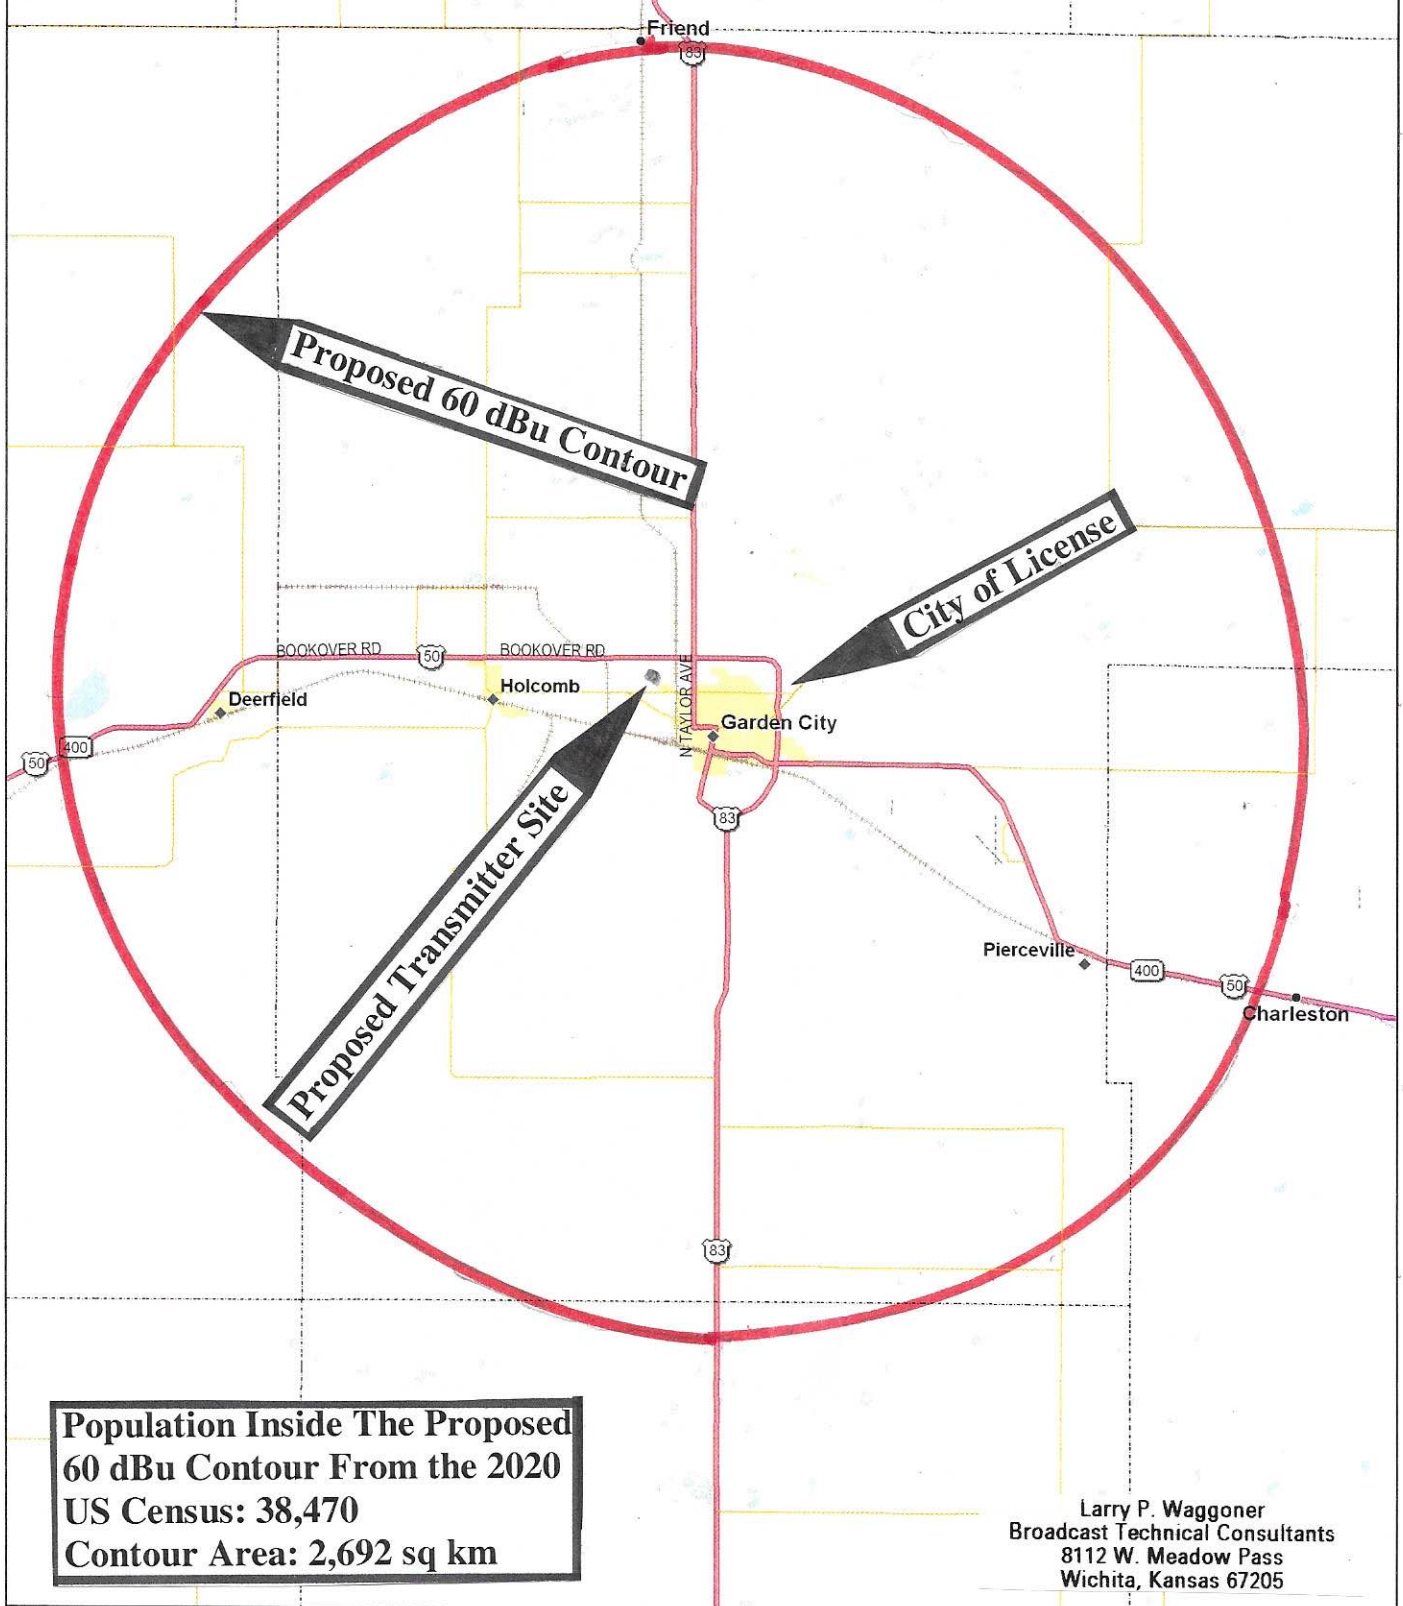 Friend
83
Proposed 60 dBu Contour
City of License
BOOKOVER RD
50
BOOKOVER RD
N TAYLOR AVE
Deerfield
Holcomb
Garden City
400
50
83
Proposed Transmitter Site
Pierceville
400
50
Charleston
83
Population Inside The Proposed
60 dBu Contour From the 2020
US Census: 38,470
Contour Area: 2,692 sq km
Larry P. Waggoner
Broadcast Technical Consultants
8112 W. Meadow Pass
Wichita, Kansas 67205